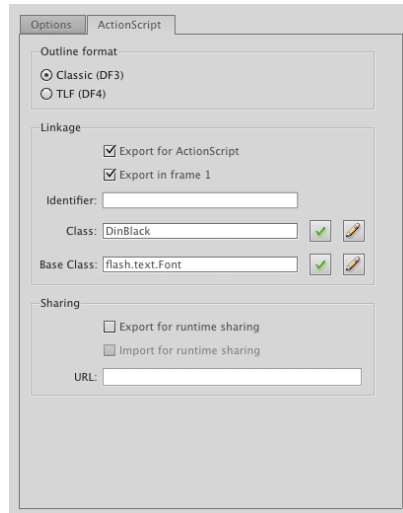 Options ActionScript
Outline format
Classic (DF3)
TLF (DF4)
Linkage
Export for ActionScript
Export in frame 1
Identifier:
Class: DinBlack
Base Class: flash.text.Font
Sharing
Export for runtime sharing
Import for runtime sharing
URL: